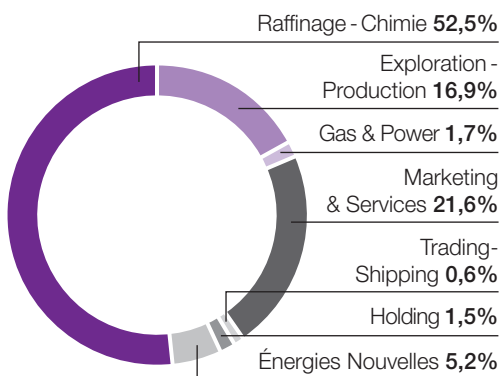 Raffinage - Chimie 52,5%
Exploration -
Production 16,9%
Gas & Power 1,7%
Marketing
& Services 21,6%
Trading-
Shipping 0,6%
Holding 1,5%
Énergies Nouvelles 5,2%